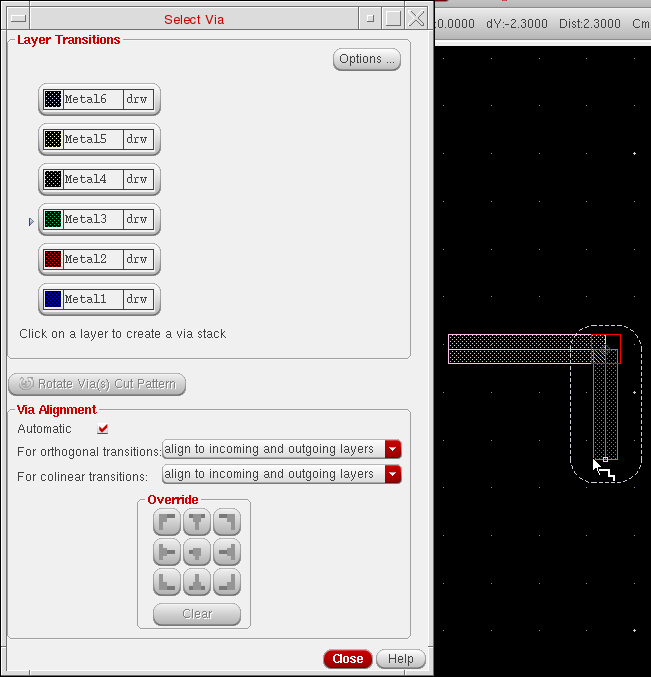 Select Via
:0.0000 dY:-2.3000 Dist:2.3000 Cm
Layer Transitions
Options ...
Metal6 drw
Metal5 drw
Metal4 drw
Metal3 drw
Metal2 drw
Metal1 drw
Click on a layer to create a via stack
Rotate Via(s) Cut Pattern
Via Alignment
Automatic
For orthogonal transitions: align to incoming and outgoing layers
For colinear transitions: align to incoming and outgoing layers
Override
Clear
Close Help